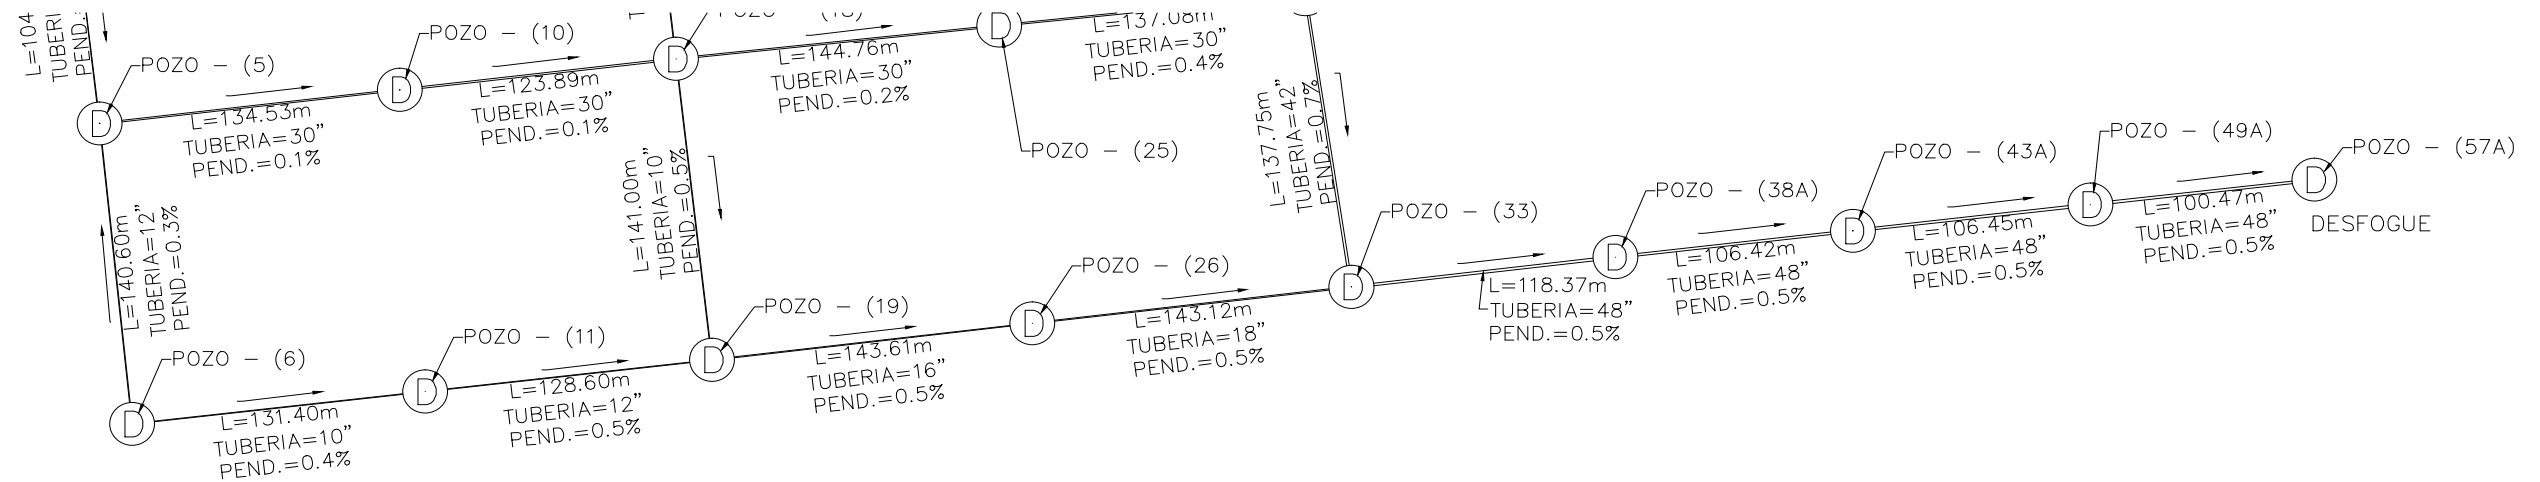 L=104
TUBERI
PEND.
POZO – (5)
POZO – (10)
L=134.53m
TUBERIA=30"
PEND.=0.1%
L=123.89m
TUBERIA=30"
PEND.=0.1%
L=144.76m
TUBERIA=30"
PEND.=0.2%
L=137.08m
TUBERIA=30"
PEND.=0.4%
POZO – (25)
L=141.00m
TUBERIA=10"
PEND.=0.5%
L=137.75m
TUBERIA=42"
PEND.=0.7%
L=140.60m
TUBERIA=12"
PEND.=0.3%
POZO – (6)
L=131.40m
TUBERIA=10"
PEND.=0.4%
POZO – (11)
L=128.60m
TUBERIA=12"
PEND.=0.5%
POZO – (19)
L=143.61m
TUBERIA=16"
PEND.=0.5%
POZO – (26)
L=143.12m
TUBERIA=18"
PEND.=0.5%
POZO – (33)
L=118.37m
TUBERIA=48"
PEND.=0.5%
POZO – (38A)
L=106.42m
TUBERIA=48"
PEND.=0.5%
POZO – (43A)
L=106.45m
TUBERIA=48"
PEND.=0.5%
POZO – (49A)
L=100.47m
TUBERIA=48"
PEND.=0.5%
POZO – (57A)
DESFOGUE
D
D
D
D
D
D
D
D
D
D
D
D
D